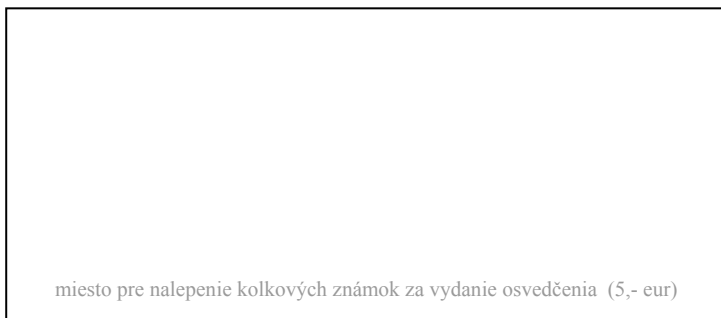 miesto pre nalepenie kolkových známok za vydanie osvedčenia (5,- eur)